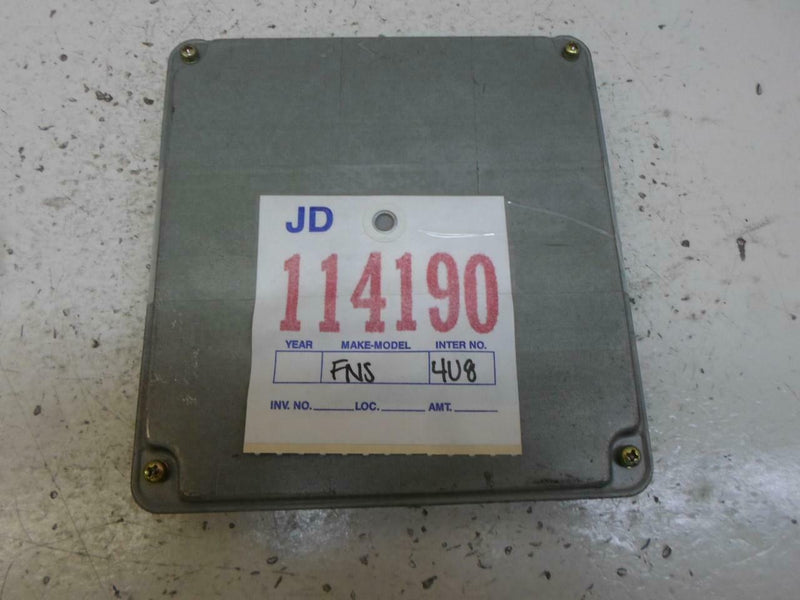 JD
114190
YEAR MAKE-MODEL INTER NO.
FNS 4U8
INV. NO. LOC. AMT.